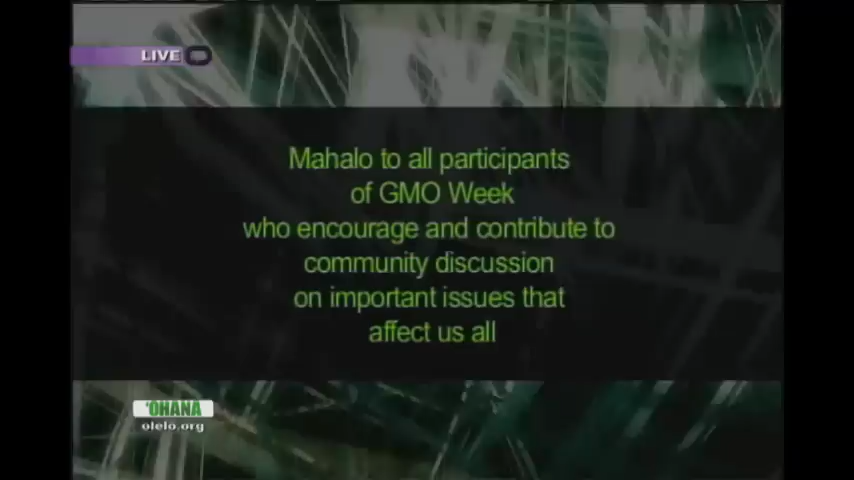 LIVE
Mahalo to all participants
of GMO Week
who encourage and contribute to
community discussion
on important issues that
affect us all
'OHANA
olelo.org